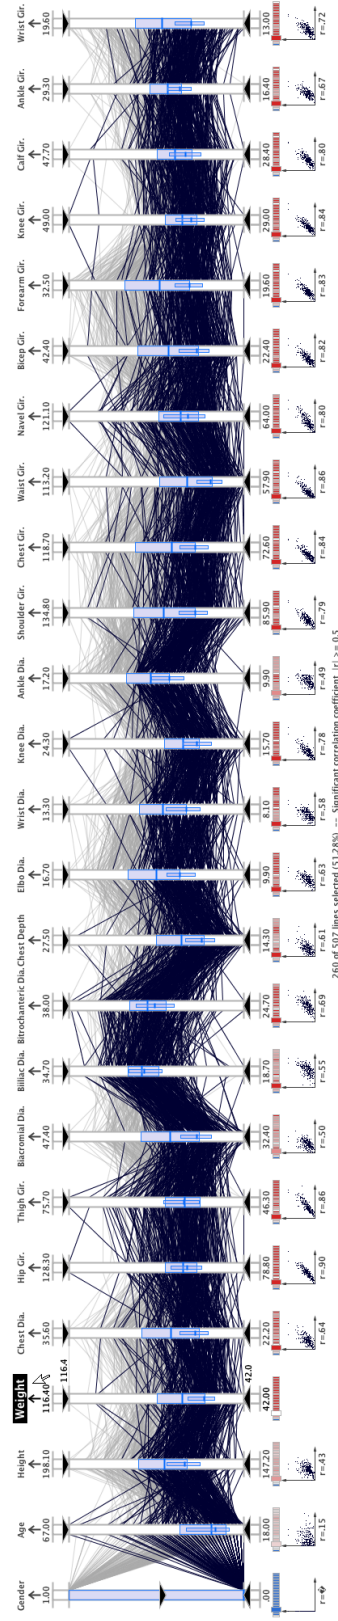 Gender Age Height Weight Chest Dia. Hip Gir. Thigh Gir. Biacromial Dia. Biiliac Dia. Bitrochanteric Dia. Chest Depth Elbo Dia. Wrist Dia. Knee Dia. Ankle Dia. Shoulder Gir. Chest Gir. Waist Gir. Navel Gir. Bicep Gir. Forearm Gir. Knee Gir. Calf Gir. Ankle Gir. Wrist Gir.
1.00 67.00 198.10 116.40 35.60 128.30 75.70 47.40 34.70 38.00 27.50 16.70 13.30 24.30 17.20 134.80 118.70 113.20 121.10 42.40 32.50 49.00 47.70 29.30 19.60
116.4
42.0
.00 18.00 147.20 42.00 22.20 78.80 46.30 32.40 18.70 24.70 14.30 9.90 8.10 15.70 9.90 85.90 72.60 57.90 64.00 22.40 19.60 29.00 28.40 16.40 13.00
r=� r=.15 r=.43 r=.64 r=.90 r=.86 r=.50 r=.55 r=.69 r=.61 r=.63 r=.58 r=.78 r=.49 r=.79 r=.84 r=.86 r=.80 r=.82 r=.83 r=.84 r=.80 r=.67 r=.72
260 of 507 lines selected (51.28%) -- Significant correlation coefficient, |r| >= 0.5